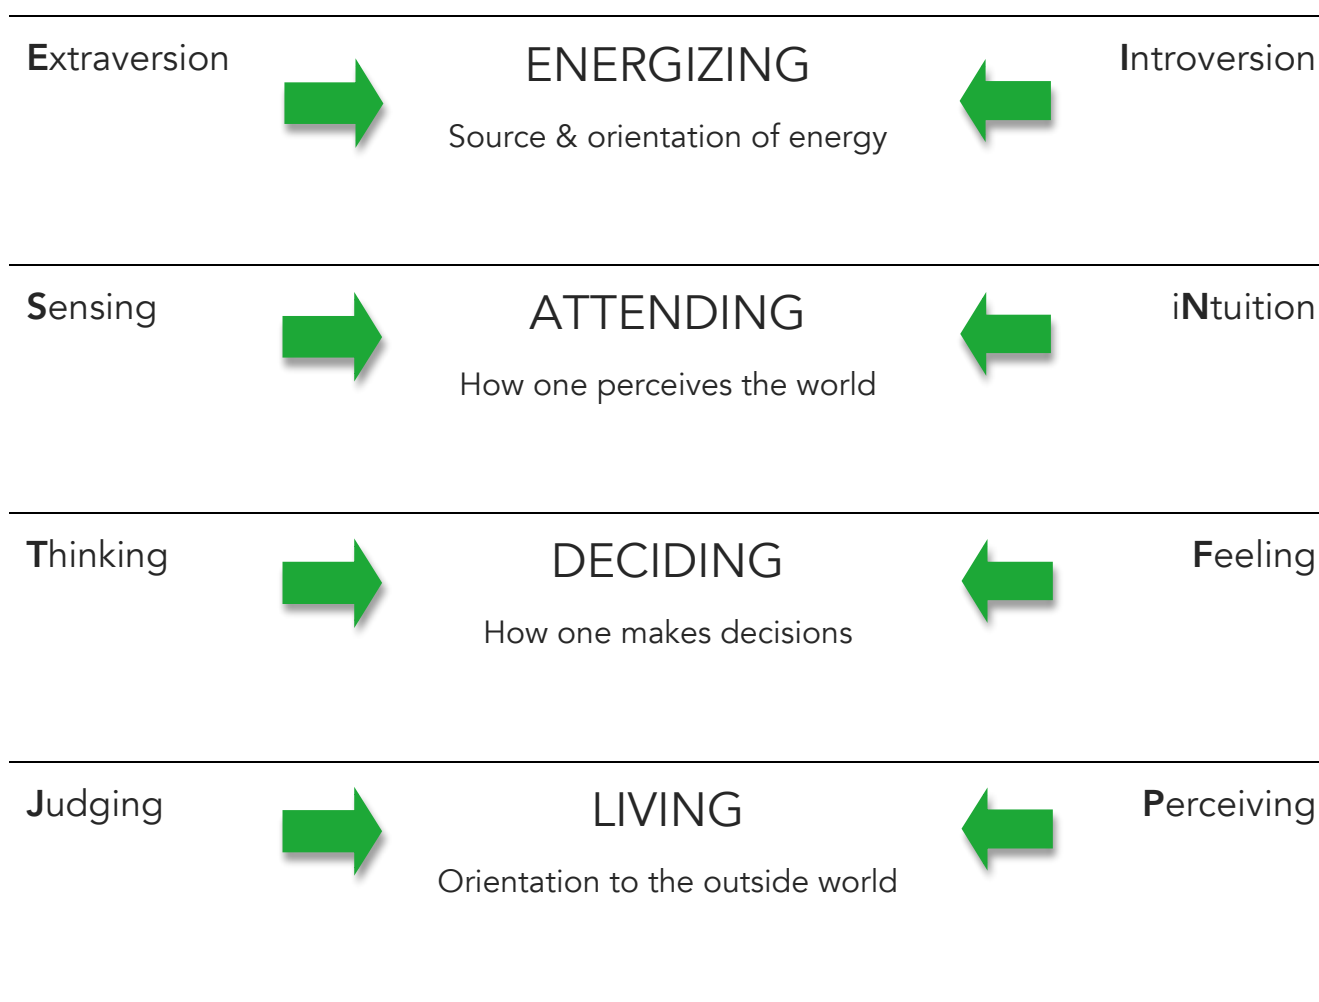 Extraversion
ENERGIZING
Introversion
Source & orientation of energy
Sensing
ATTENDING
iNtuition
How one perceives the world
Thinking
DECIDING
Feeling
How one makes decisions
Judging
LIVING
Perceiving
Orientation to the outside world